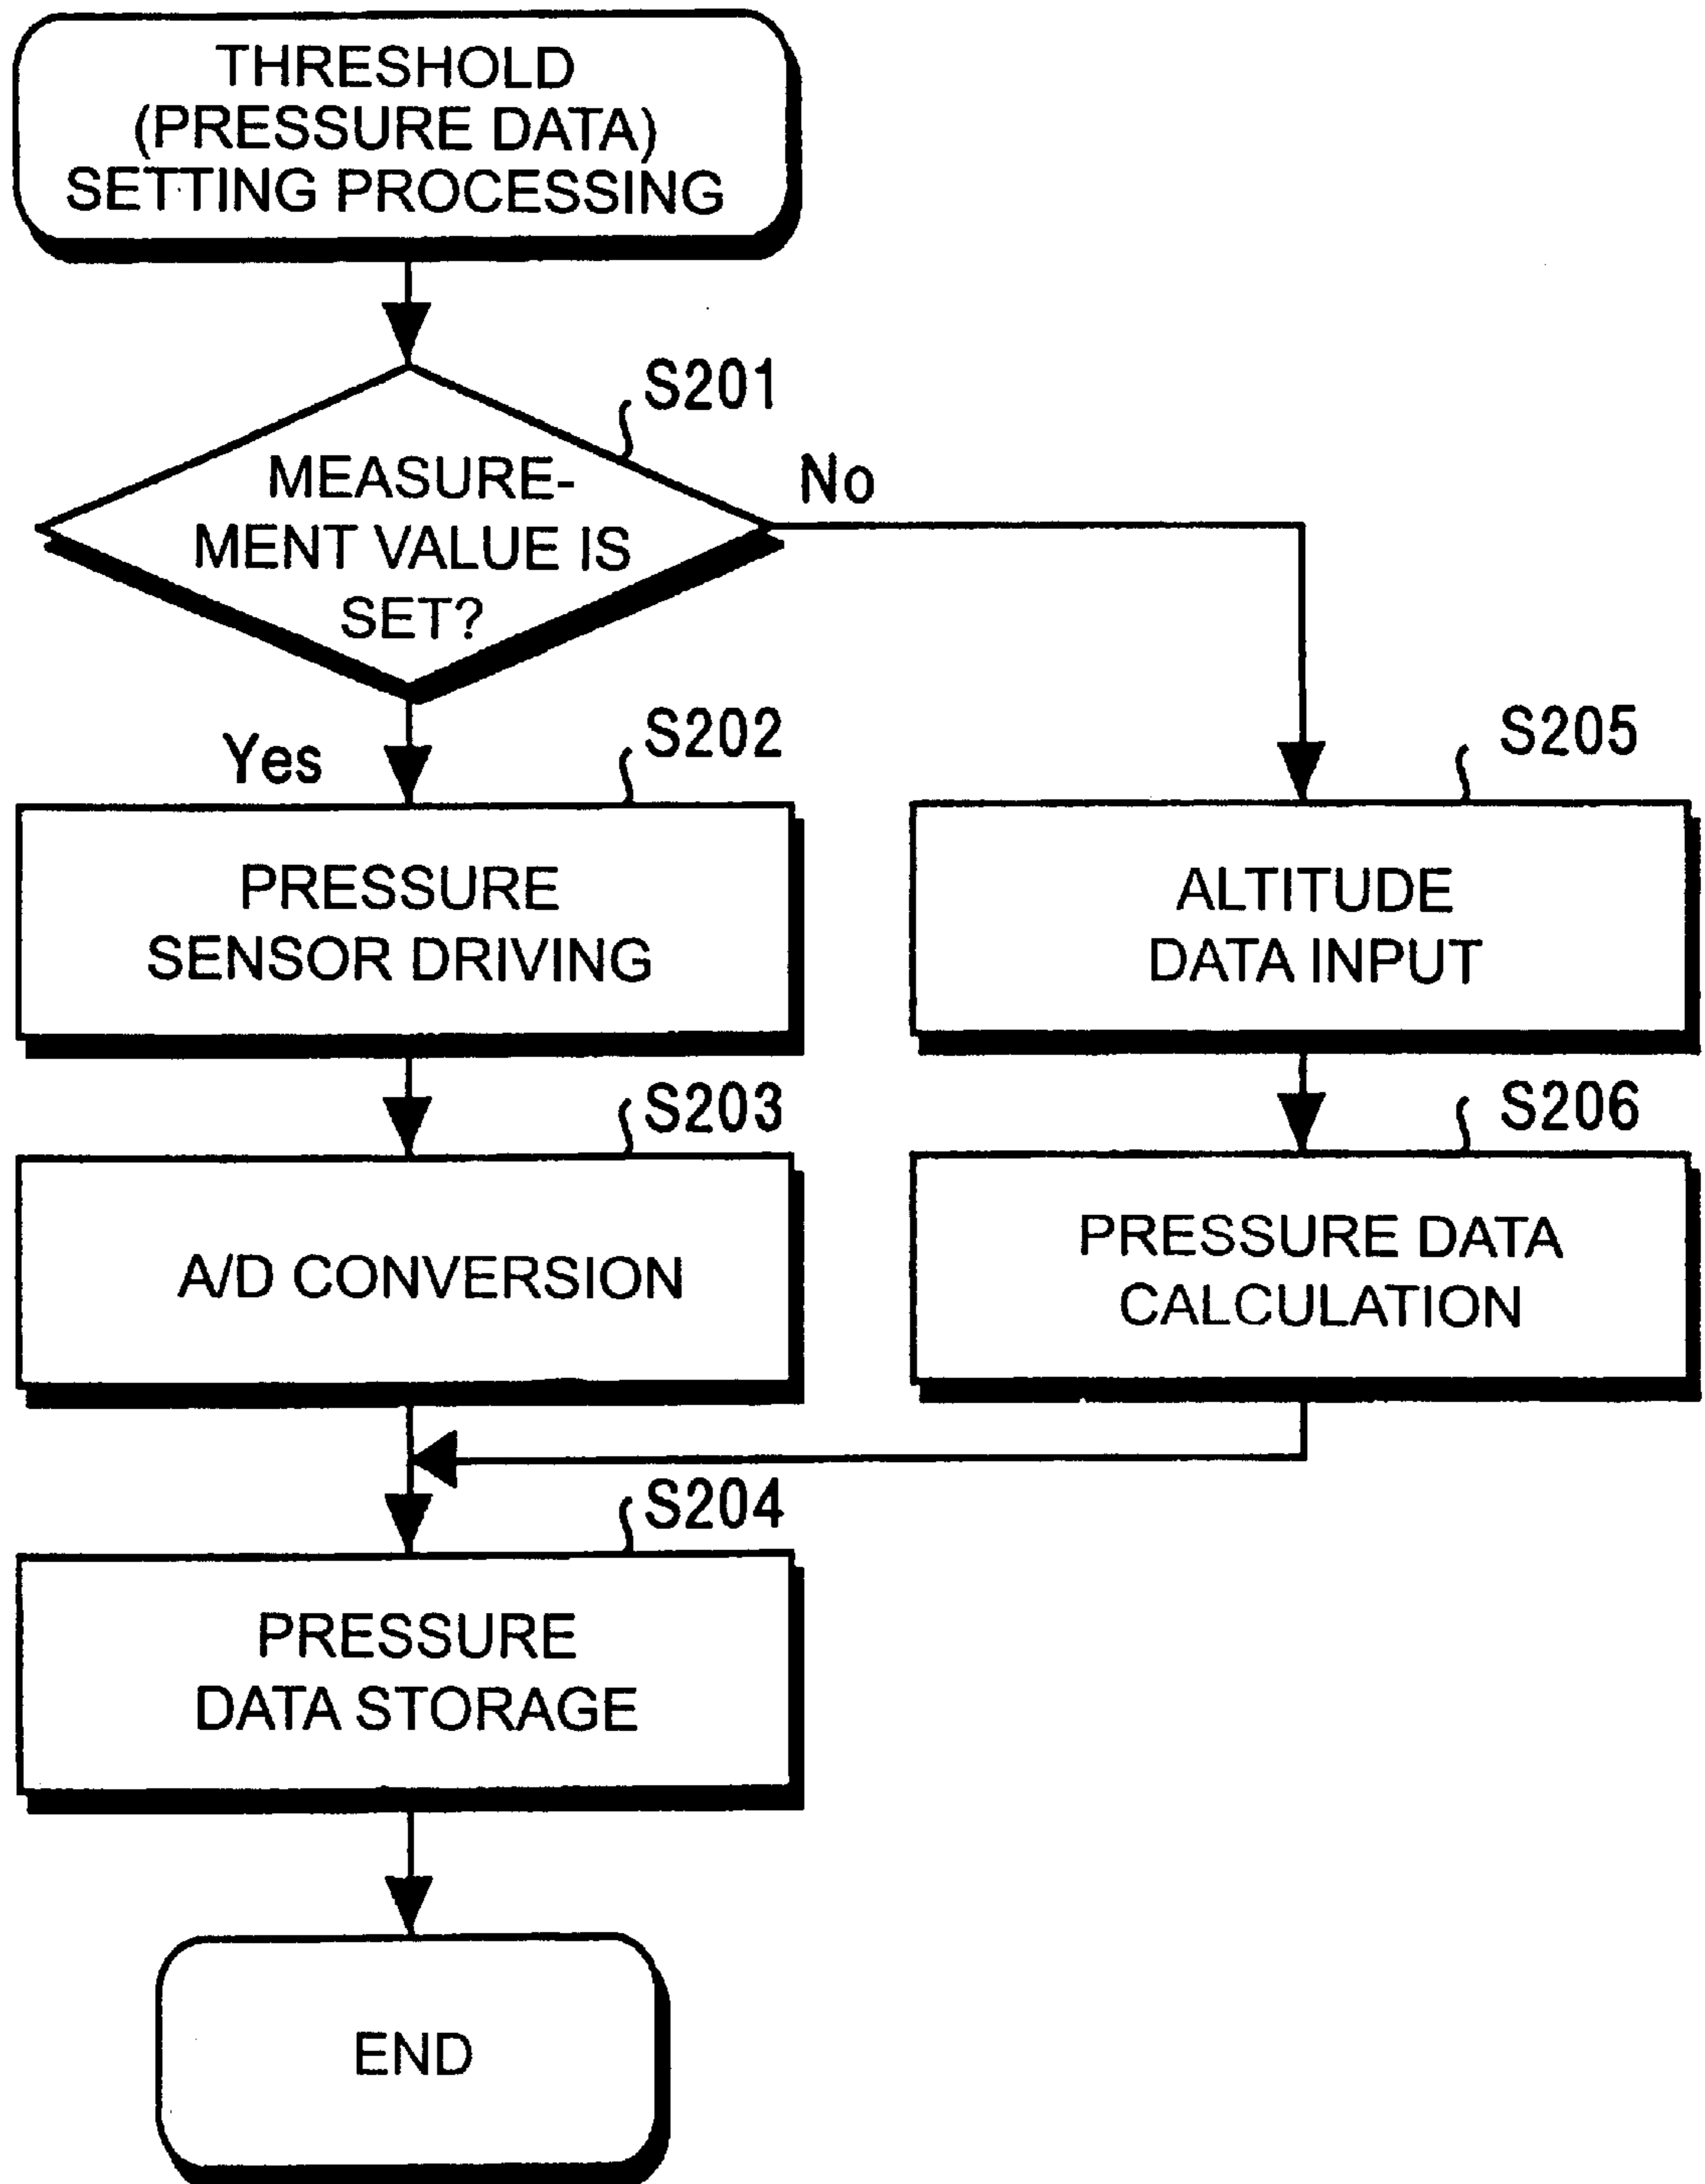 THRESHOLD
(PRESSURE DATA)
SETTING PROCESSING
S201
MEASURE-
MENT VALUE IS
SET?
No
Yes
S202
PRESSURE
SENSOR DRIVING
S203
A/D CONVERSION
S205
ALTITUDE
DATA INPUT
S206
PRESSURE DATA
CALCULATION
S204
PRESSURE
DATA STORAGE
END